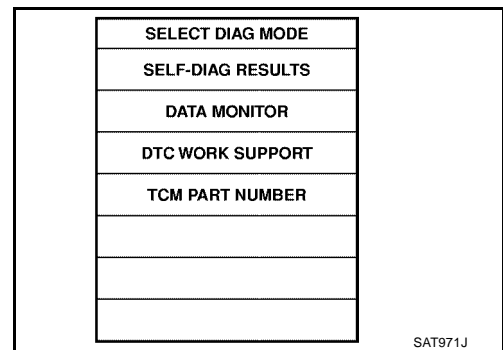 SELECT DIAG MODE
SELF-DIAG RESULTS
DATA MONITOR
DTC WORK SUPPORT
TCM PART NUMBER
SAT971J